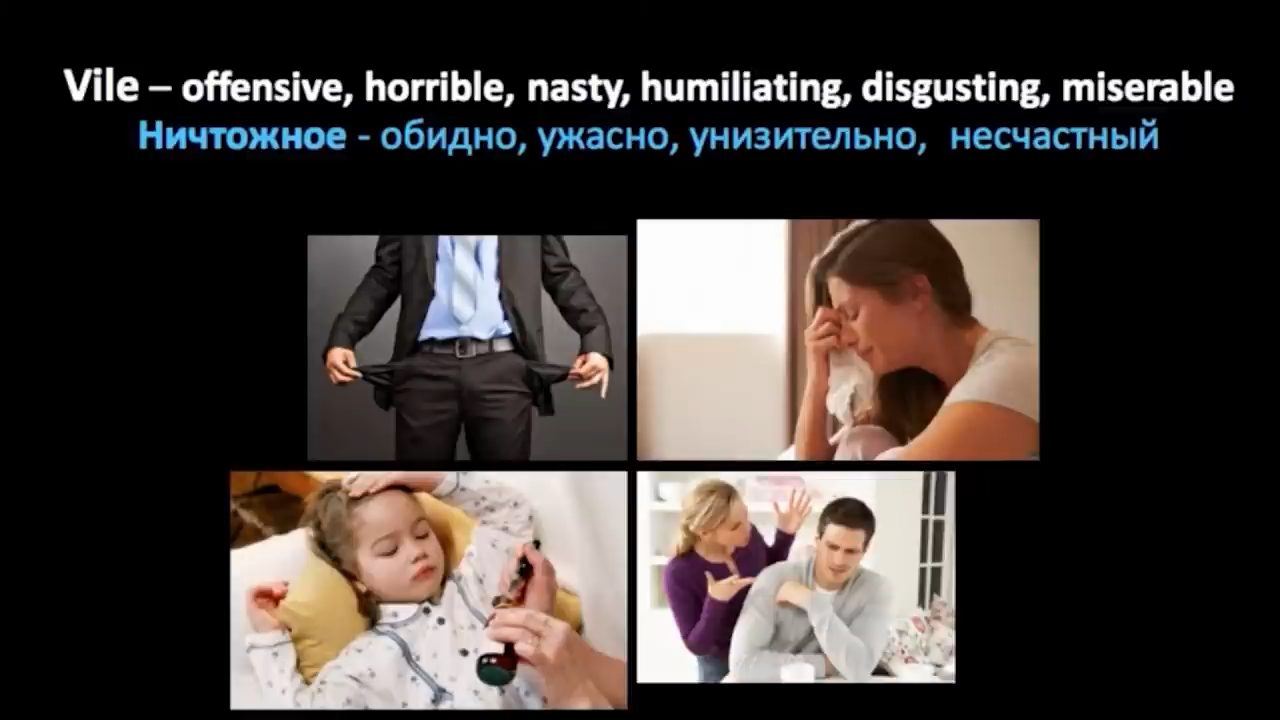 Vile – offensive, horrible, nasty, humiliating, disgusting, miserable
Ничтожное - обидно, ужасно, унизительно, несчастный